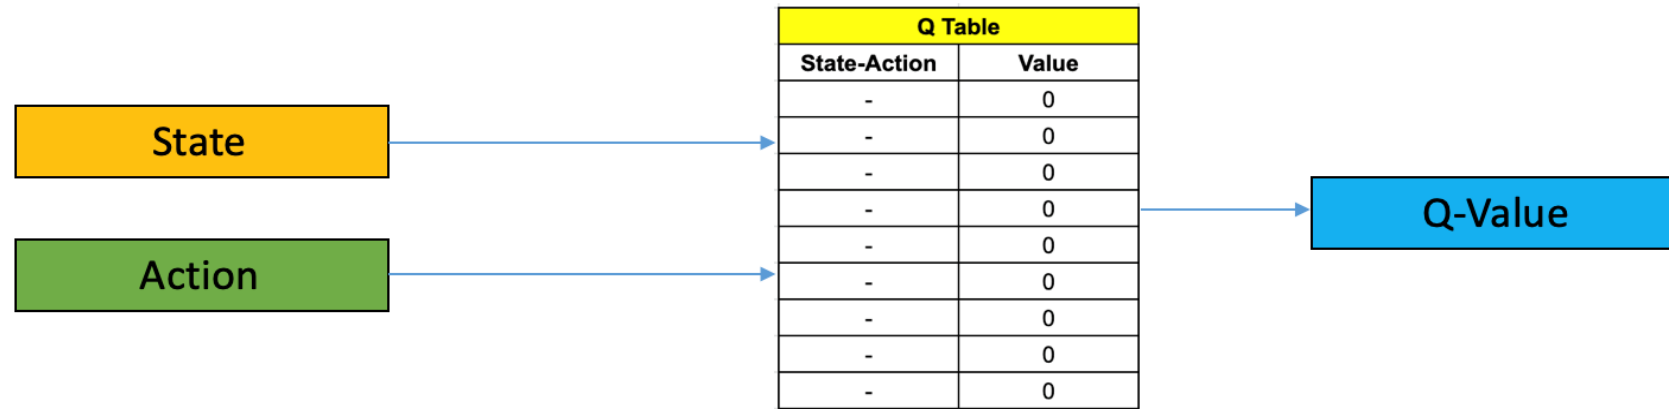 Q Table
State-Action Value
- 0
- 0
- 0
- 0
- 0
- 0
- 0
- 0
- 0
State
Action
Q-Value